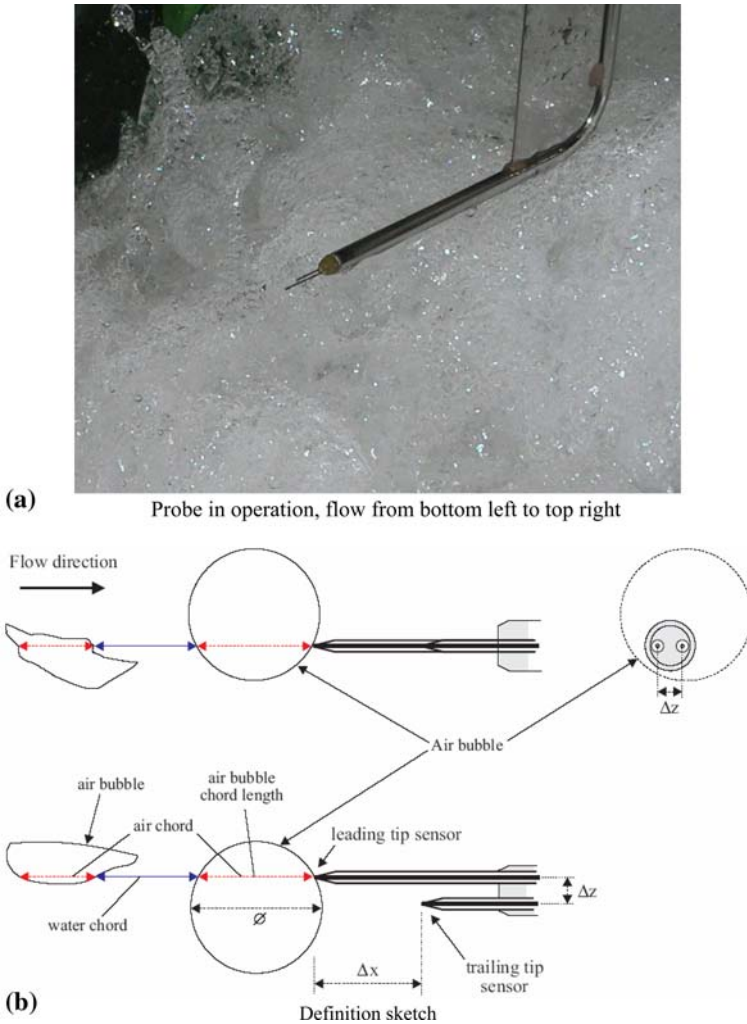 (a)
Probe in operation, flow from bottom left to top right
Flow direction
Δz
Air bubble
air bubble
air bubble
chord length
air chord
leading tip sensor
water chord
Ø
Δz
Δx
trailing tip
sensor
(b)
Definition sketch